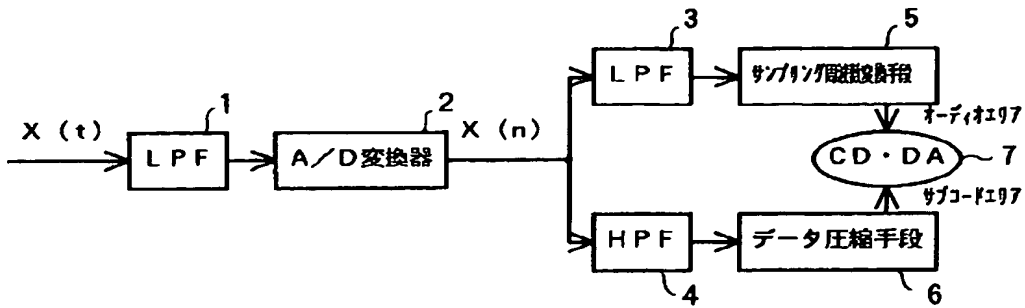 X (t)
1
LPF
2
A/D変換器
X (n)
3
LPF
5
サンプリング周波数変換手段
オーディオエリア
CD・DA
7
サブコードエリア
HPF
4
データ圧縮手段
6